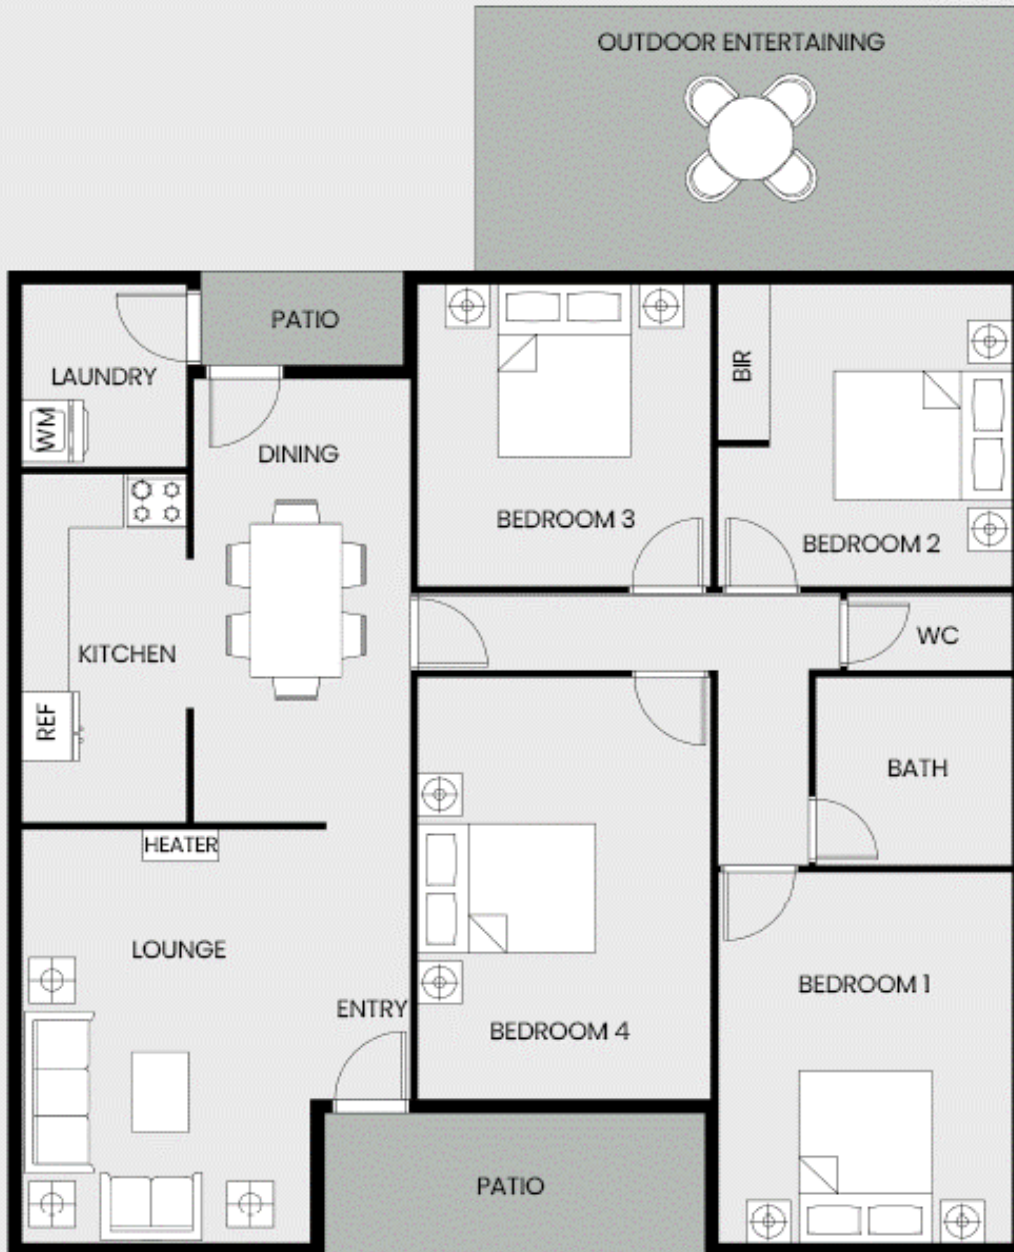 OUTDOOR ENTERTAINING
PATIO
LAUNDRY
WM
DINING
BIR
BEDROOM 3
BEDROOM 2
KITCHEN
WC
REF
BATH
HEATER
LOUNGE
ENTRY
BEDROOM 4
BEDROOM 1
PATIO